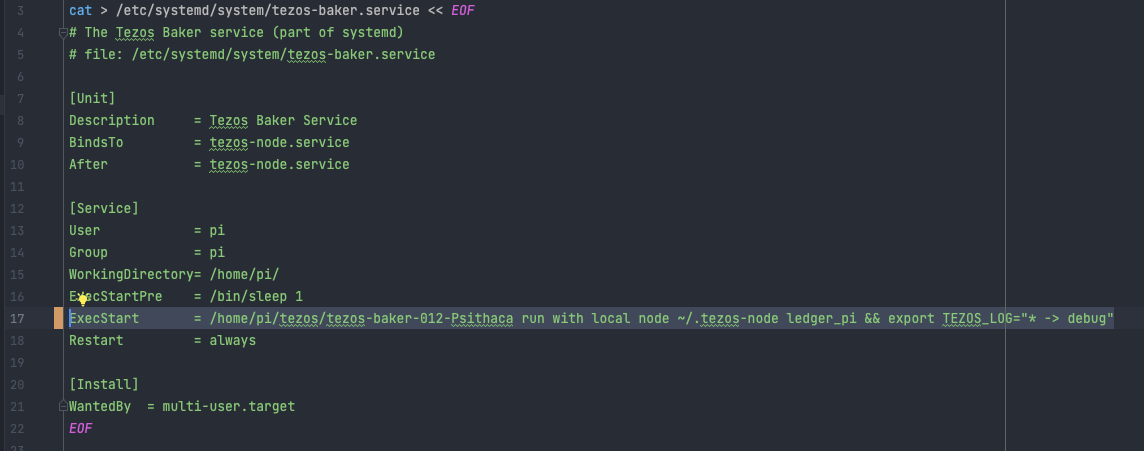 3 cat > /etc/systemd/system/tezos-baker.service << EOF
4 # The Tezos Baker service (part of systemd)
5 # file: /etc/systemd/system/tezos-baker.service
6
7 [Unit]
8 Description     = Tezos Baker Service
9 BindsTo         = tezos-node.service
10 After           = tezos-node.service
11
12 [Service]
13 User            = pi
14 Group           = pi
15 WorkingDirectory= /home/pi/
16 ExecStartPre    = /bin/sleep 1
17 ExecStart       = /home/pi/tezos/tezos-baker-012-Psithaca run with local node ~/.tezos-node ledger_pi && export TEZOS_LOG="* -> debug"
18 Restart         = always
19
20 [Install]
21 WantedBy  = multi-user.target
22 EOF
23